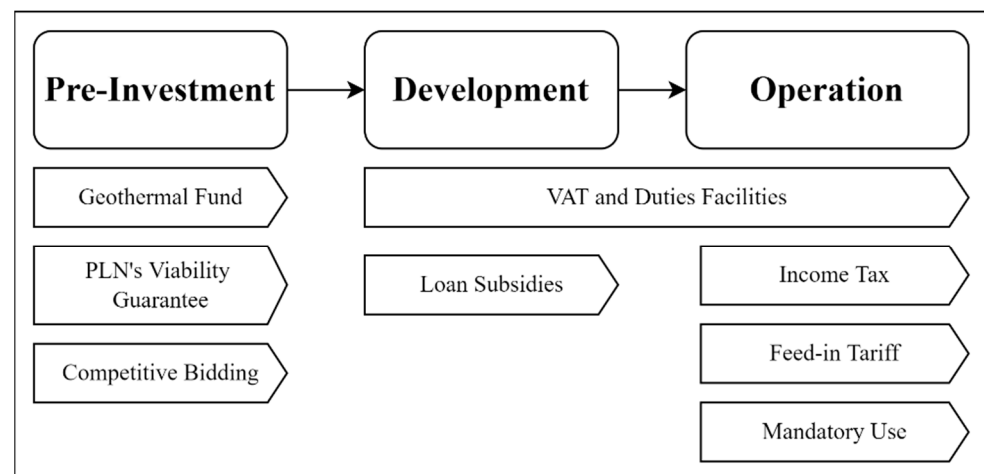 Pre-Investment
Development
Operation
Geothermal Fund
VAT and Duties Facilities
PLN's Viability
Guarantee
Loan Subsidies
Income Tax
Competitive Bidding
Feed-in Tariff
Mandatory Use